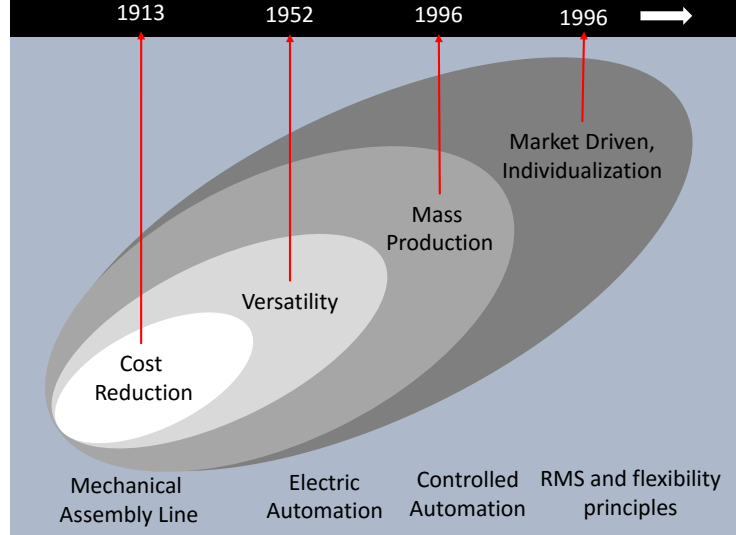 1913
1952
1996
1996
Market Driven,
Individualization
Mass
Production
Versatility
Cost
Reduction
Mechanical
Assembly Line
Electric
Automation
Controlled
Automation
RMS and flexibility
principles